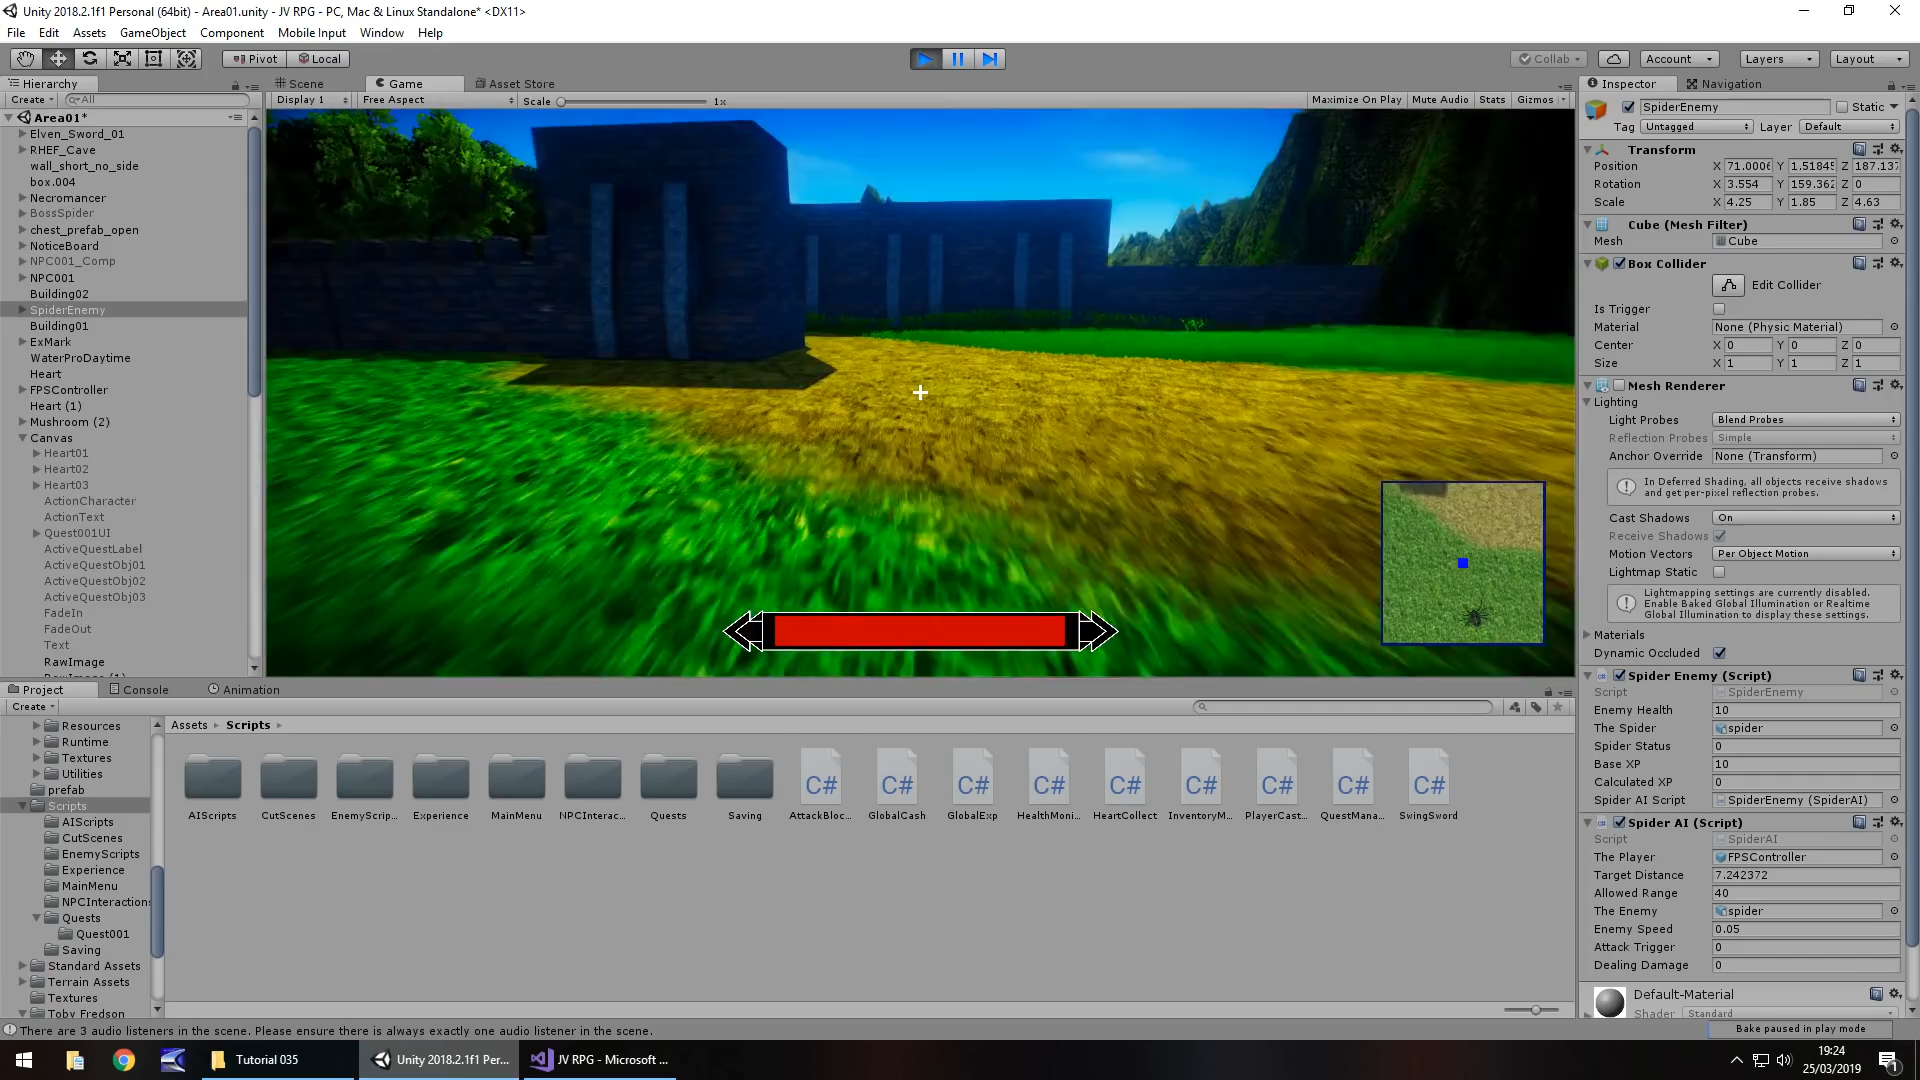 Unity 2018.2.1f1 Personal (64bit) - Area01.unity - JV RPG - PC, Mac & Linux Standalone* <DX11>
File Edit Assets GameObject Component Mobile Input Window Help
Pivot Local Collab Account Layers Layout
Hierarchy Scene Game Asset Store Inspector Navigation
Create All Display 1 Free Aspect Scale 1x Maximize On Play Mute Audio Stats Gizmos
Area01*
Elven_Sword_01
RHEF_Cave
wall_short_no_side
box.004
Necromancer
BossSpider
chest_prefab_open
NoticeBoard
NPC001_Comp
NPC001
Building02
SpiderEnemy
Building01
ExMark
WaterProDaytime
Heart
FPSController
Heart (1)
Mushroom (2)
Canvas
Heart01
Heart02
Heart03
ActionCharacter
ActionText
Quest001UI
ActiveQuestLabel
ActiveQuestObj01
ActiveQuestObj02
ActiveQuestObj03
FadeIn
FadeOut
Text
RawImage
SpiderEnemy Static
Tag Untagged Layer Default
Transform
Position X 71.0006 Y 1.51845 Z 187.137
Rotation X 3.554 Y 159.362 Z 0
Scale X 4.25 Y 1.85 Z 4.63
Cube (Mesh Filter)
Mesh Cube
Box Collider
Edit Collider
Is Trigger
Material None (Physic Material)
Center X 0 Y 0 Z 0
Size X 1 Y 1 Z 1
Mesh Renderer
Lighting
Light Probes Blend Probes
Reflection Probes Simple
Anchor Override None (Transform)
In Deferred Shading, all objects receive shadows
and get per-pixel reflection probes.
Cast Shadows On
Receive Shadows
Motion Vectors Per Object Motion
Lightmap Static
Lightmapping settings are currently disabled.
Enable Baked Global Illumination or Realtime
Global Illumination to display these settings.
Materials
Dynamic Occluded
Spider Enemy (Script)
Script SpiderEnemy
Enemy Health 10
The Spider spider
Spider Status 0
Base XP 10
Calculated XP 0
Spider AI Script SpiderEnemy (SpiderAI)
Spider AI (Script)
Script SpiderAI
The Player FPSController
Target Distance 7.242372
Allowed Range 40
The Enemy spider
Enemy Speed 0.05
Attack Trigger 0
Dealing Damage 0
Default-Material
Shader Standard
Bake paused in play mode
Project Console Animation
Create
Resources
Runtime
Textures
Utilities
prefab
Scripts
AIScripts
CutScenes
EnemyScripts
Experience
MainMenu
NPCInteractions
Quests
Quest001
Saving
Standard Assets
Terrain Assets
Textures
Toby Fredson
Assets Scripts
C# C# C# C# C# C# C# C# C#
AIScripts CutScenes EnemyScrip... Experience MainMenu NPCInterac... Quests Saving AttackBloc... GlobalCash GlobalExp HealthMoni... HeartCollect InventoryM... PlayerCast... QuestMana... SwingSword
There are 3 audio listeners in the scene. Please ensure there is always exactly one audio listener in the scene.
Tutorial 035 Unity 2018.2.1f1 Per... JV RPG - Microsoft ...
19:24
25/03/2019
1